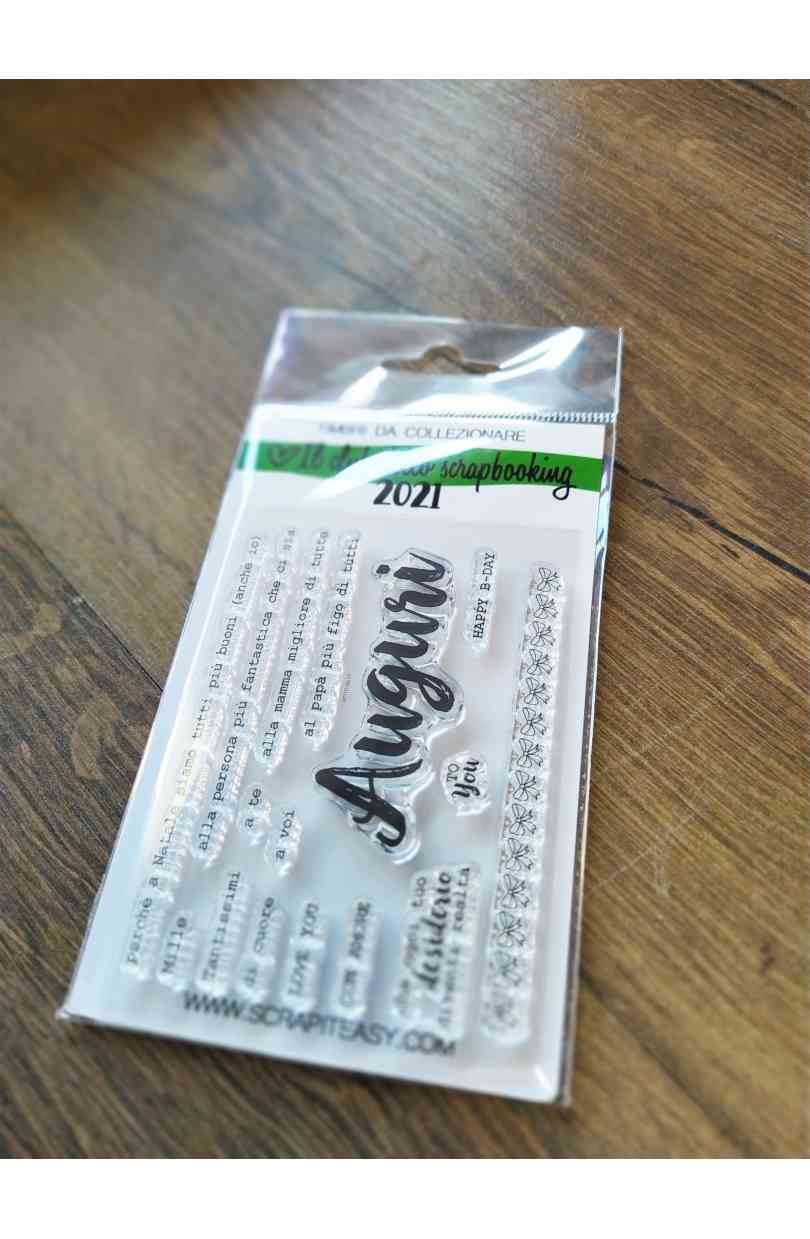 TIMBRI DA COLLEZIONARE
Il dello scrapbooking
2021
perché a Natale siamo tutti più buoni (anche io)
alla persona più fantastica che ci sia
alla mamma migliore di tutte
al papà più figo di tutti
a te
a voi
Mille
Tantissimi
di cuore
LOVE YOU
CON AMORE
Auguri
HAPPY B-DAY
TO
You
che ogni tuo
desiderio
diventi realtà
WWW.SCRAPITEASY.COM